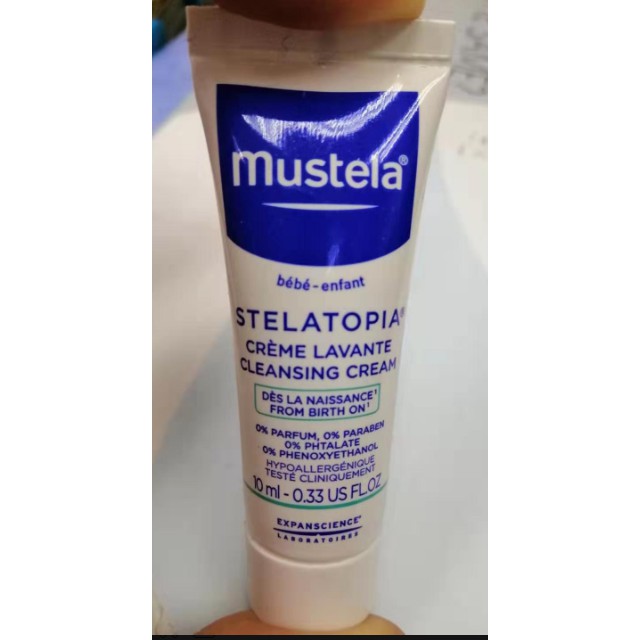 mustela®
bébé-enfant
STELATOPIA®
CRÈME LAVANTE
CLEANSING CREAM
DÈS LA NAISSANCE¹
FROM BIRTH ON¹
0% PARFUM, 0% PARABEN
0% PHTALATE
0% PHENOXYETHANOL
HYPOALLERGÉNIQUE
TESTÉ CLINIQUEMENT
10 ml - 0.33 US FL.OZ
EXPANSCIENCE®
LABORATOIRES